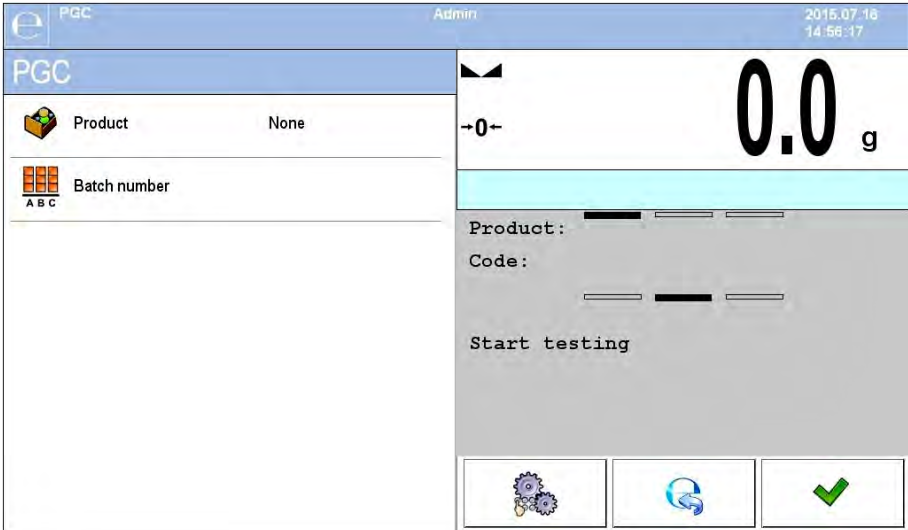 PGC
Admin
2015.07.16
14:56:17
PGC
Product None
A B C
Batch number
→0←
0.0 g
Product:
Code:
Start testing